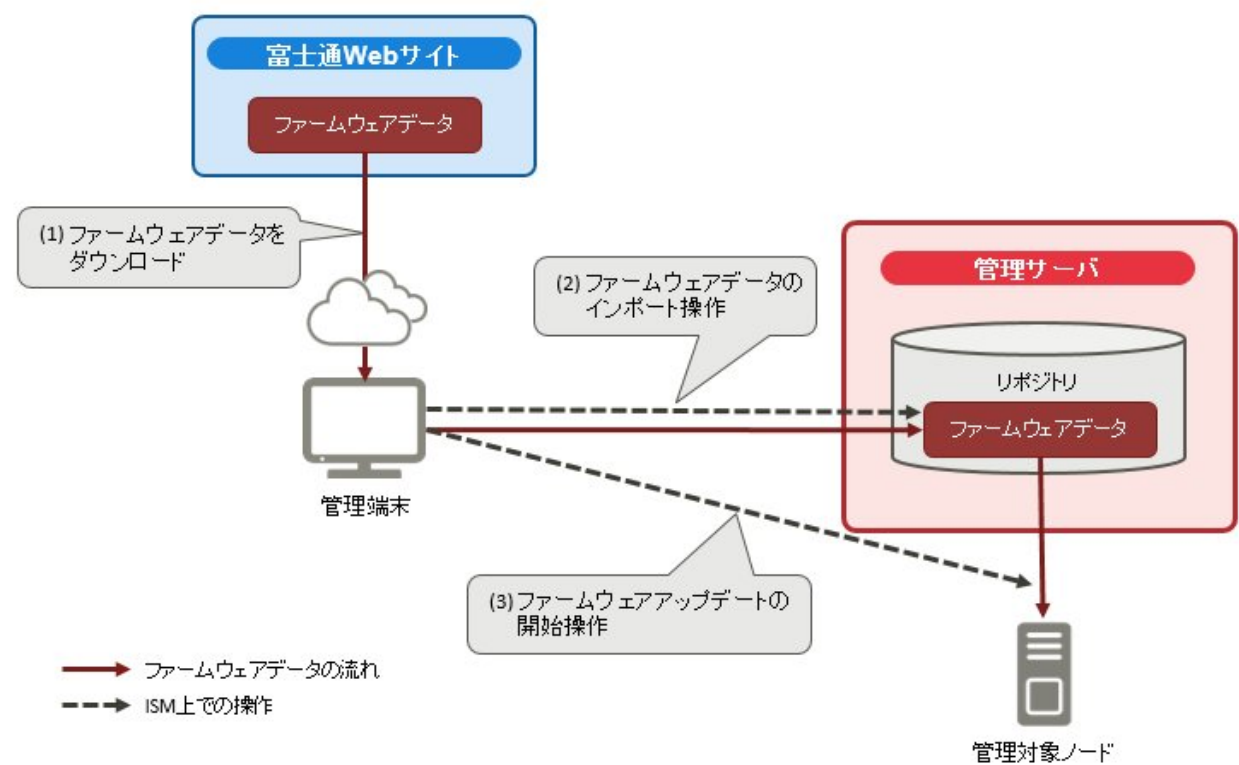 富士通Webサイト
ファームウェアデータ
(1) ファームウェアデータを
ダウンロード
管理サーバ
(2) ファームウェアデータの
インポート操作
リポジトリ
ファームウェアデータ
管理端末
(3) ファームウェアアップデートの
開始操作
ファームウェアデータの流れ
ISM上での操作
管理対象ノード